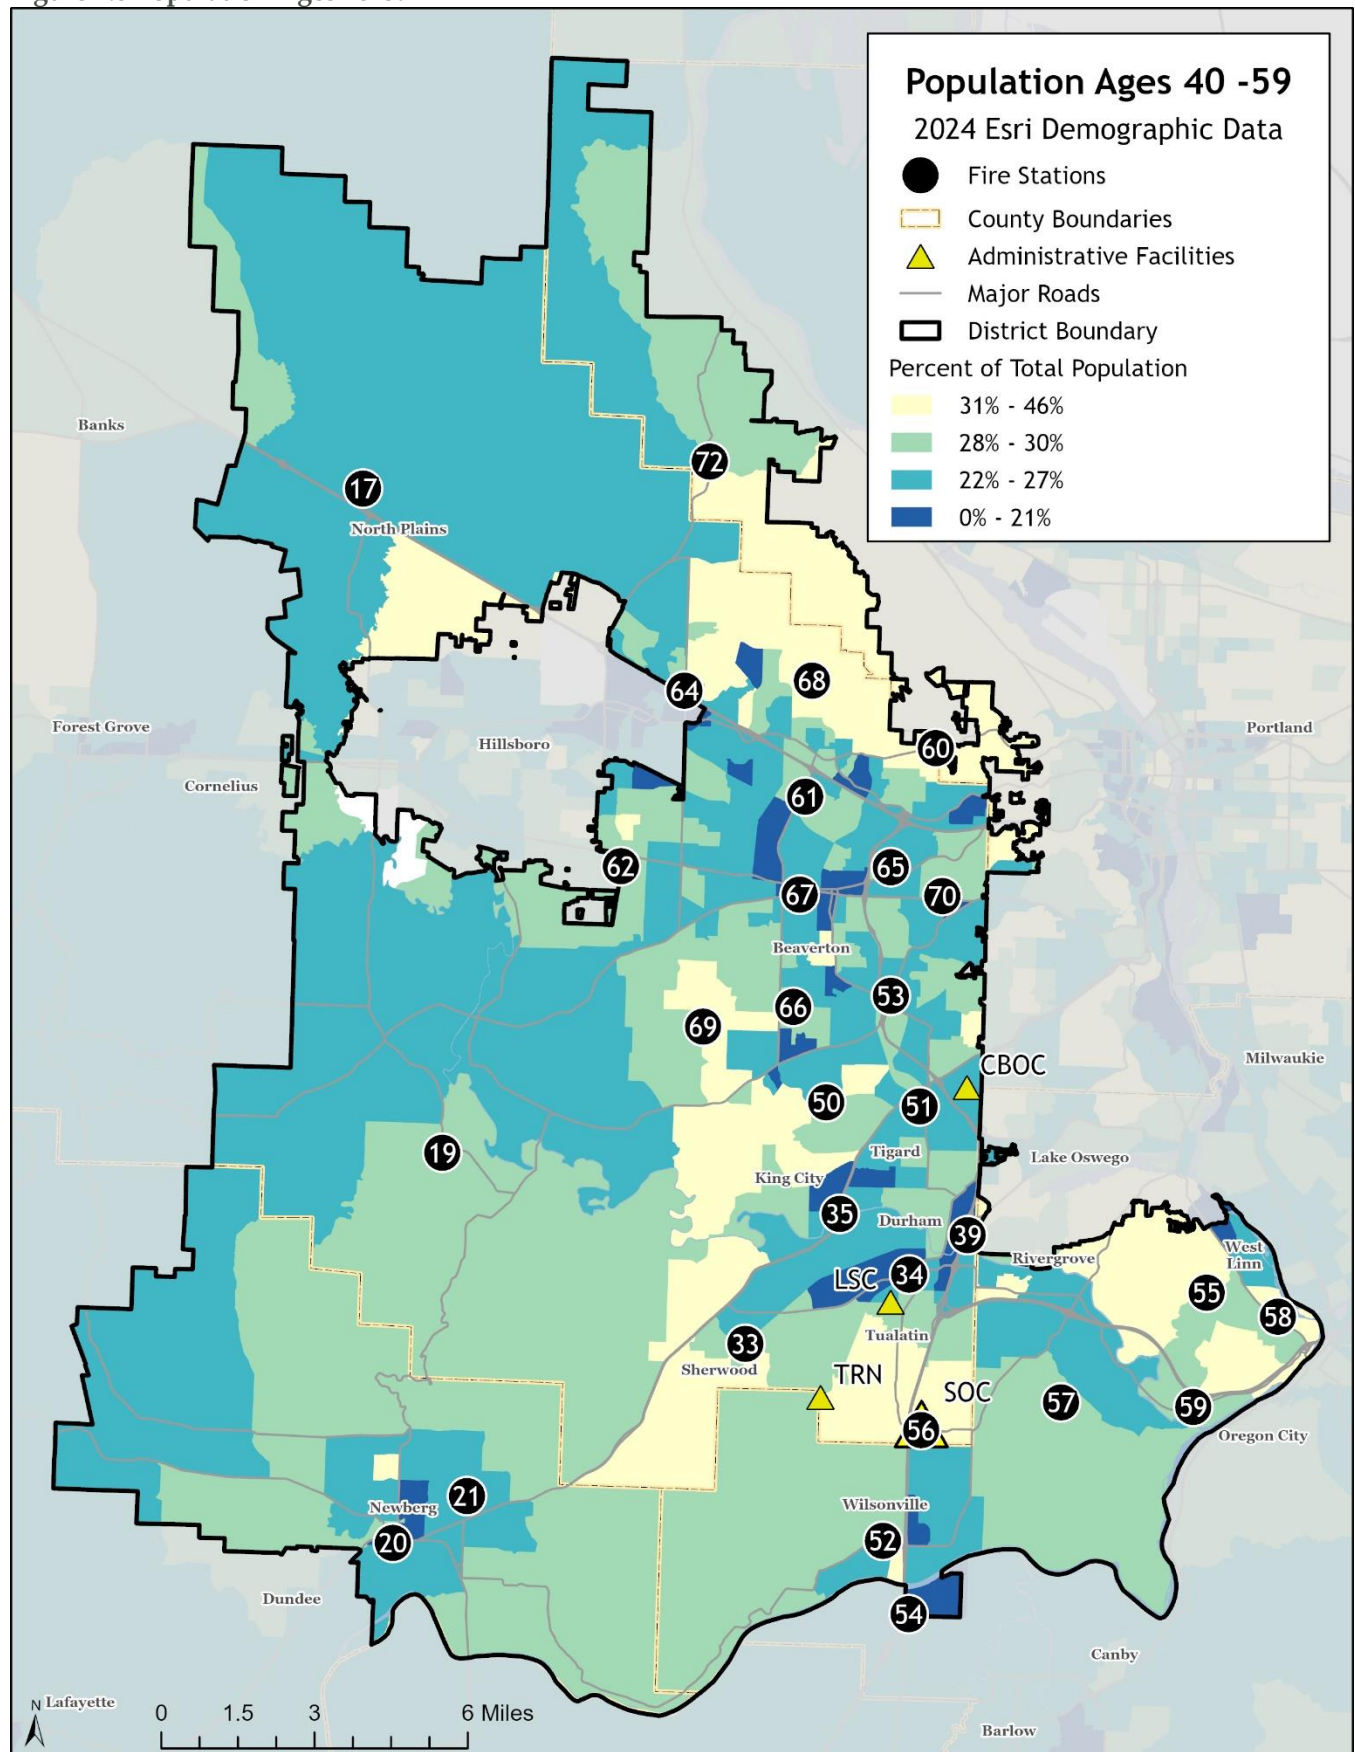 Population Ages 40 -59
2024 Esri Demographic Data
Fire Stations
County Boundaries
Administrative Facilities
Major Roads
District Boundary
Percent of Total Population
31% - 46%
28% - 30%
22% - 27%
0% - 21%
Banks
72
17
North Plains
68
64
Forest Grove
Portland
Hillsboro
60
Cornelius
61
62
65
67
70
Beaverton
53
66
69
Milwaukie
CBOC
50
51
19
Tigard
Lake Oswego
King City
35
Durham
39
Rivergrove
West
Linn
LSC
34
55
58
Tualatin
33
Sherwood
TRN
SOC
57
59
56
Oregon City
21
Newberg
Wilsonville
20
52
Dundee
54
Canby
N
Lafayette
0 1.5 3 6 Miles
Barlow